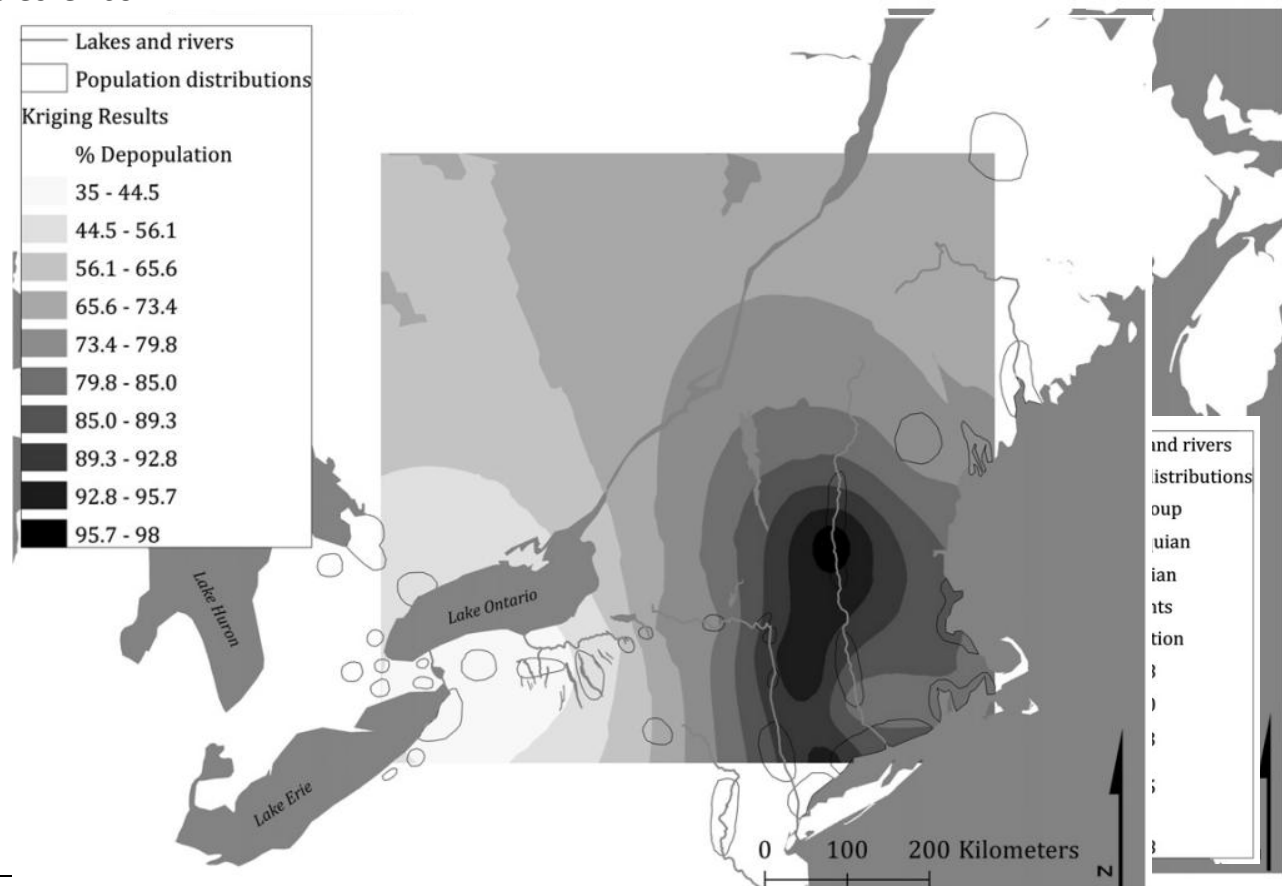 Lakes and rivers
Population distributions
Kriging Results
% Depopulation
35 - 44.5
44.5 - 56.1
56.1 - 65.6
65.6 - 73.4
73.4 - 79.8
79.8 - 85.0
85.0 - 89.3
89.3 - 92.8
92.8 - 95.7
95.7 - 98
Lake Huron
Lake Ontario
Lake Erie
and rivers
distributions
oup
uian
ian
nts
tion
0 100 200 Kilometers
N